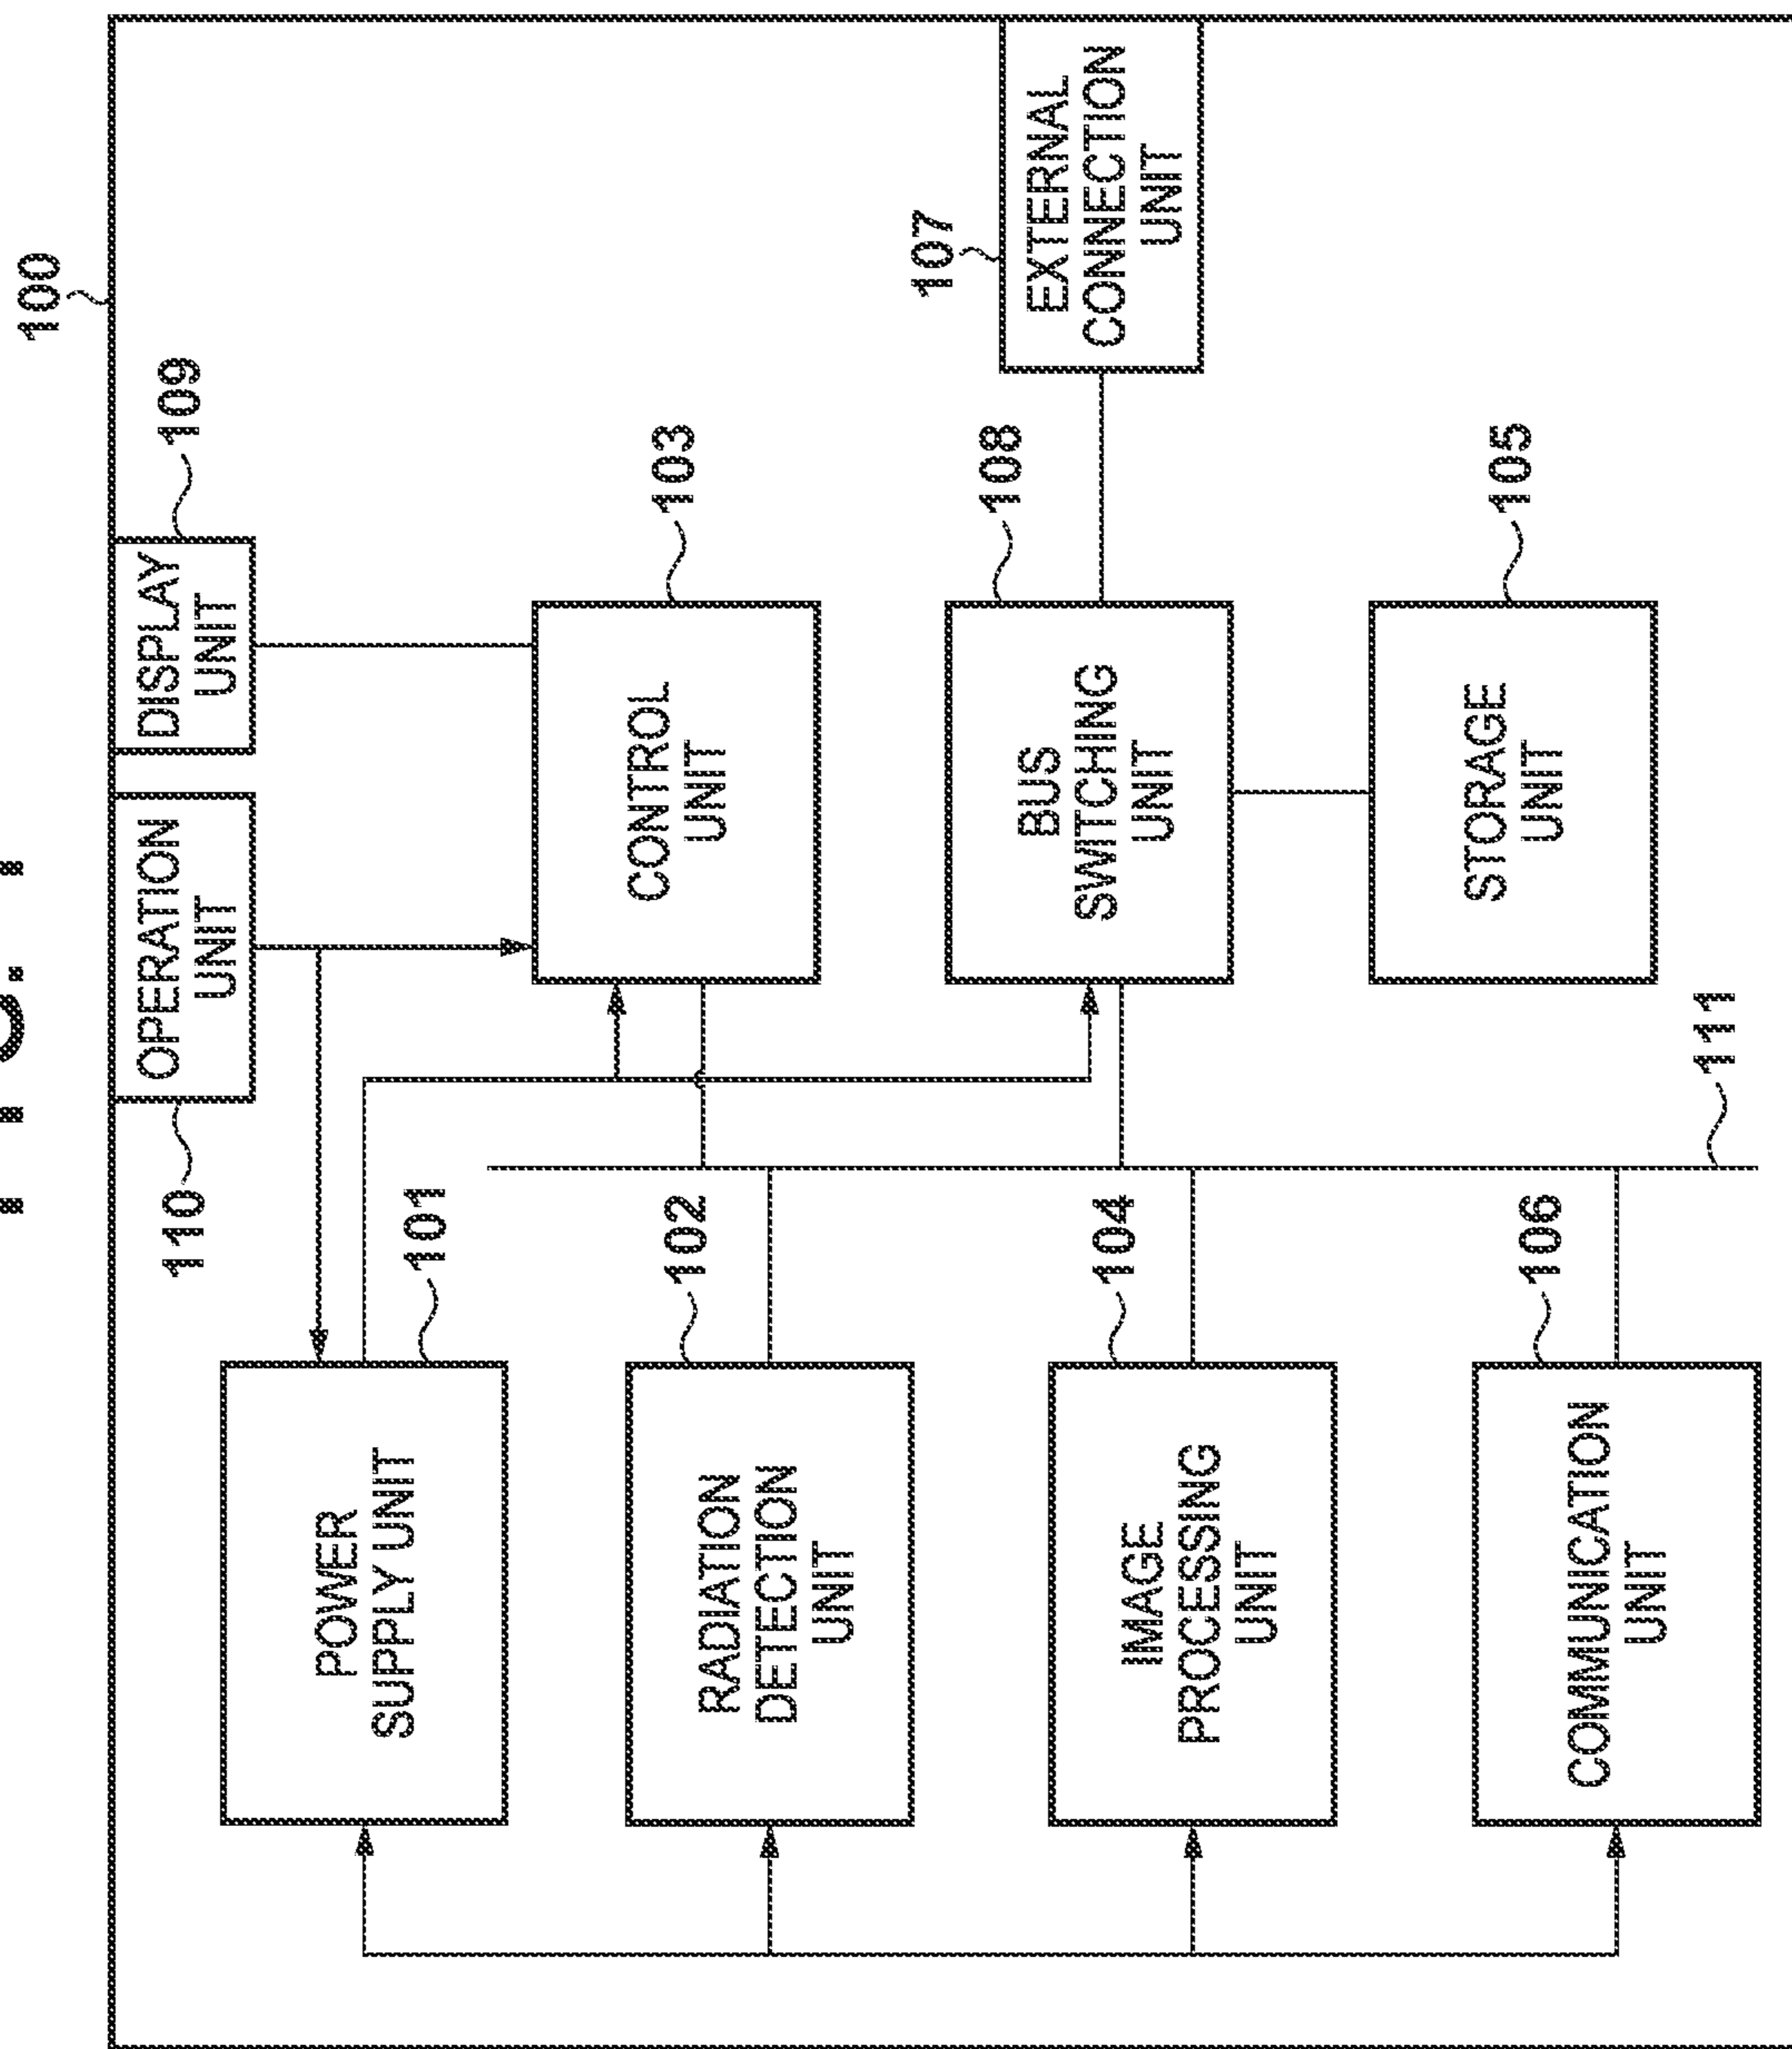 100
110
OPERATION
UNIT
DISPLAY
UNIT
109
POWER
SUPPLY UNIT
101
RADIATION
DETECTION
UNIT
102
CONTROL
UNIT
103
107
EXTERNAL
CONNECTION
UNIT
IMAGE
PROCESSING
UNIT
104
BUS
SWITCHING
UNIT
108
COMMUNICATION
UNIT
106
STORAGE
UNIT
105
111